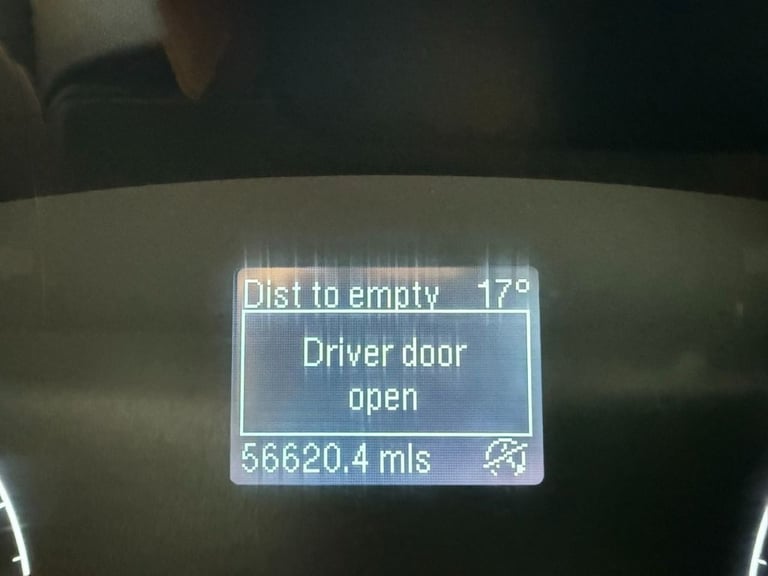 Dist to empty 17°
Driver door
open
56620.4 mls